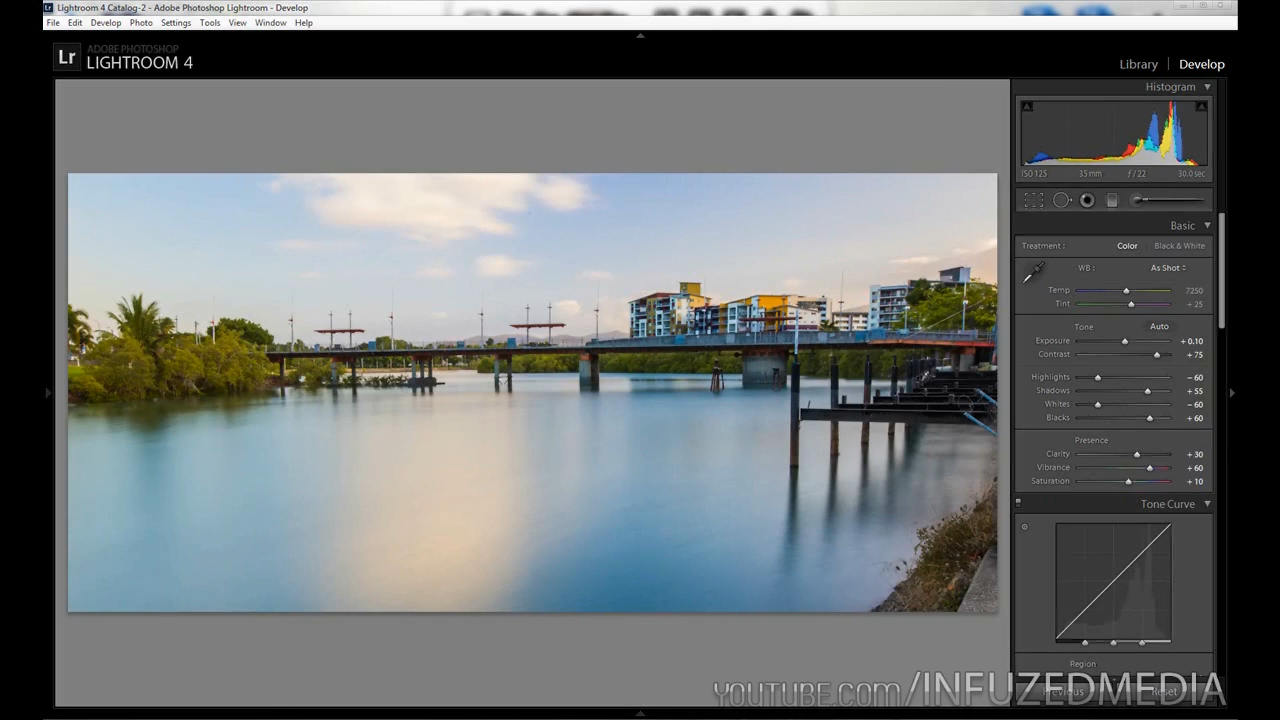 Lightroom 4 Catalog-2 - Adobe Photoshop Lightroom - Develop
File Edit Develop Photo Settings Tools View Window Help
Lr ADOBE PHOTOSHOP
LIGHTROOM 4
Library | Develop
Histogram
ISO 125 35 mm f / 22 30.0 sec
Basic
Treatment : Color Black & White
WB : As Shot
Temp 7250
Tint + 25
Tone Auto
Exposure + 0.10
Contrast + 75
Highlights - 60
Shadows + 55
Whites - 60
Blacks + 60
Presence
Clarity + 30
Vibrance + 60
Saturation + 10
Tone Curve
Region
Previous Reset
YOUTUBE.COM/INFUZEDMEDIA